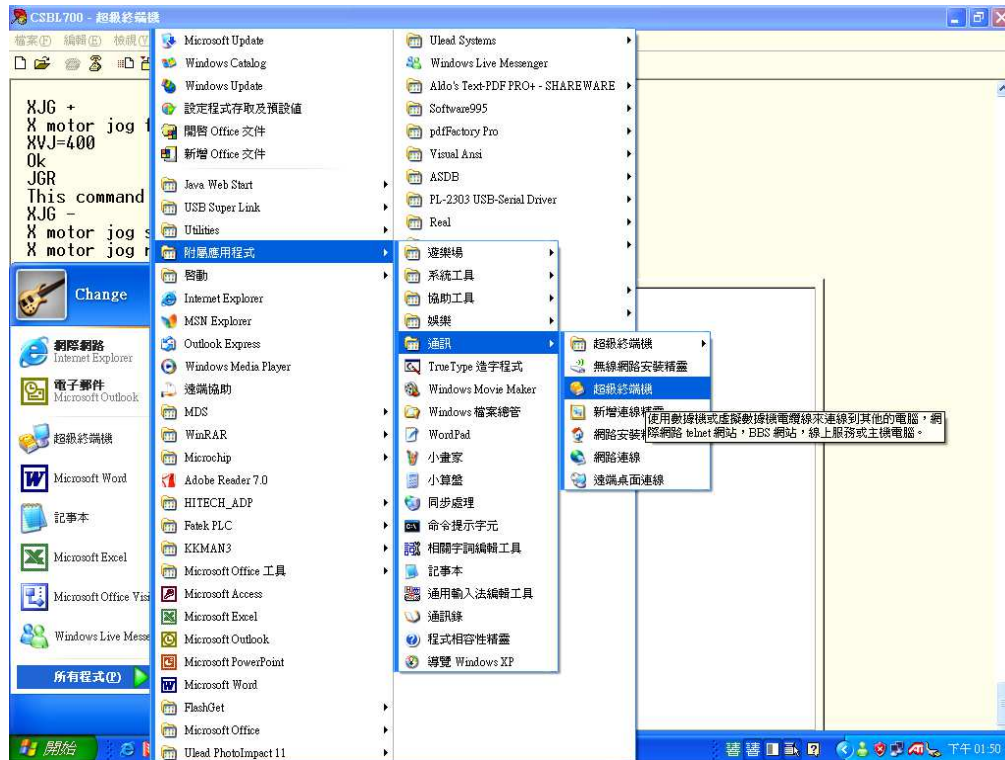 CSBL700 - 超級終端機
檔案(F) 編輯(E) 檢視(V
XJG +
X motor jog f
XVJ=400
Ok
JGR
This command
XJG -
X motor jog s
X motor jog r
Change
網際網路
Internet Explorer
電子郵件
Microsoft Outlook
超級終端機
Microsoft Word
記事本
Microsoft Excel
Microsoft Office Visi
Windows Live Messe
所有程式(P)
Microsoft Update
Windows Catalog
Windows Update
設定程式存取及預設值
開啓 Office 文件
新增 Office 文件
Java Web Start
USB Super Link
Utilities
附屬應用程式
啓動
Internet Explorer
MSN Explorer
Outlook Express
Windows Media Player
遠端協助
MDS
WinRAR
Microchip
Adobe Reader 7.0
HITECH_ADP
Fatek PLC
KKMAN3
Microsoft Office 工具
Microsoft Access
Microsoft Excel
Microsoft Outlook
Microsoft PowerPoint
Microsoft Word
FlashGet
Microsoft Office
Ulead PhotoImpact 11
Ulead Systems
Windows Live Messenger
Aldo's Text-PDF PRO+ - SHAREWARE
Software995
pdfFactory Pro
Visual Ansi
ASDB
PL-2303 USB-Serial Driver
Real
遊樂場
系統工具
協助工具
娛樂
通訊
TrueType 造字程式
Windows Movie Maker
Windows 檔案總管
WordPad
小畫家
小算盤
同步處理
命令提示字元
相關字詞編輯工具
記事本
通用輸入法編輯工具
通訊錄
程式相容性精靈
導覽 Windows XP
超級終端機
無線網路安裝精靈
超級終端機
新增連線精靈
網路安裝精
網路連線
遠端桌面連線
使用數據機或虛擬數據機電纜線來連線到其他的電腦，網
際網路 telnet 網站，BBS 網站，線上服務或主機電腦。
開始
下午 01:50